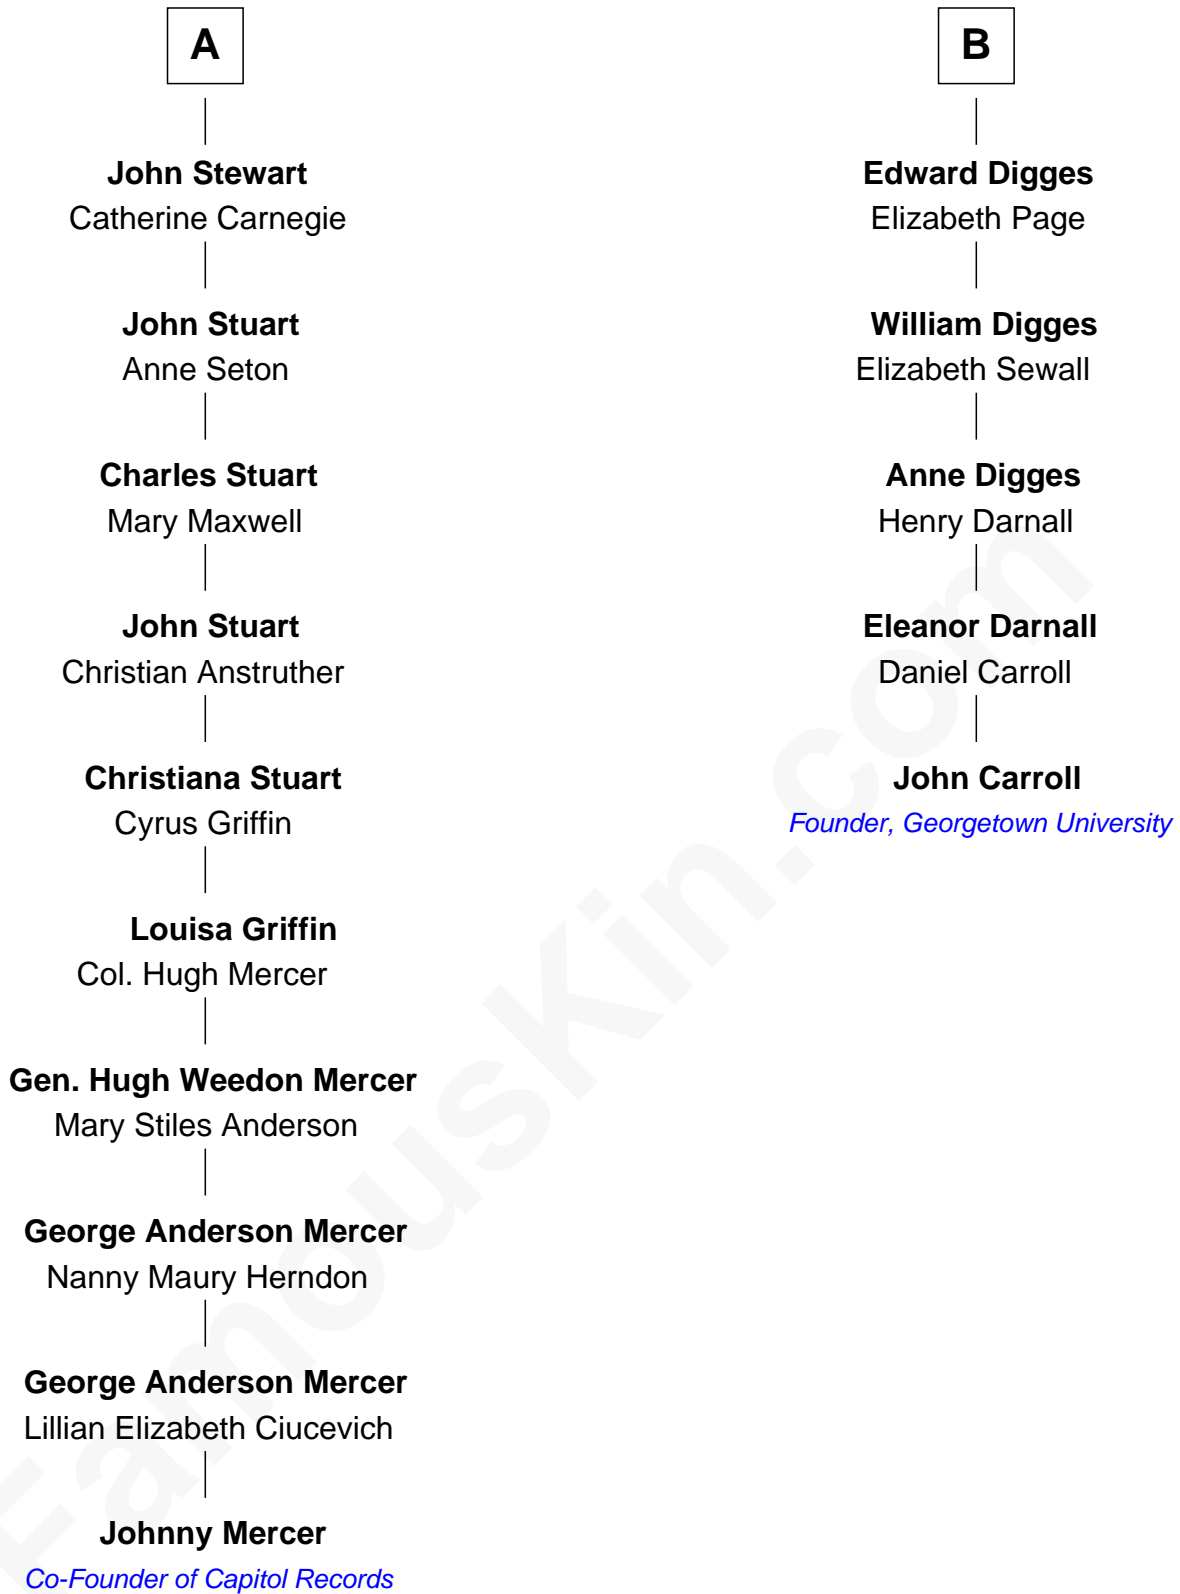 A
John Stewart
Catherine Carnegie
John Stuart
Anne Seton
Charles Stuart
Mary Maxwell
John Stuart
Christian Anstruther
Christiana Stuart
Cyrus Griffin
Louisa Griffin
Col. Hugh Mercer
Gen. Hugh Weedon Mercer
Mary Stiles Anderson
George Anderson Mercer
Nanny Maury Herndon
George Anderson Mercer
Lillian Elizabeth Ciucevich
Johnny Mercer
Co-Founder of Capitol Records
B
Edward Digges
Elizabeth Page
William Digges
Elizabeth Sewall
Anne Digges
Henry Darnall
Eleanor Darnall
Daniel Carroll
John Carroll
Founder, Georgetown University
FamousKin.com